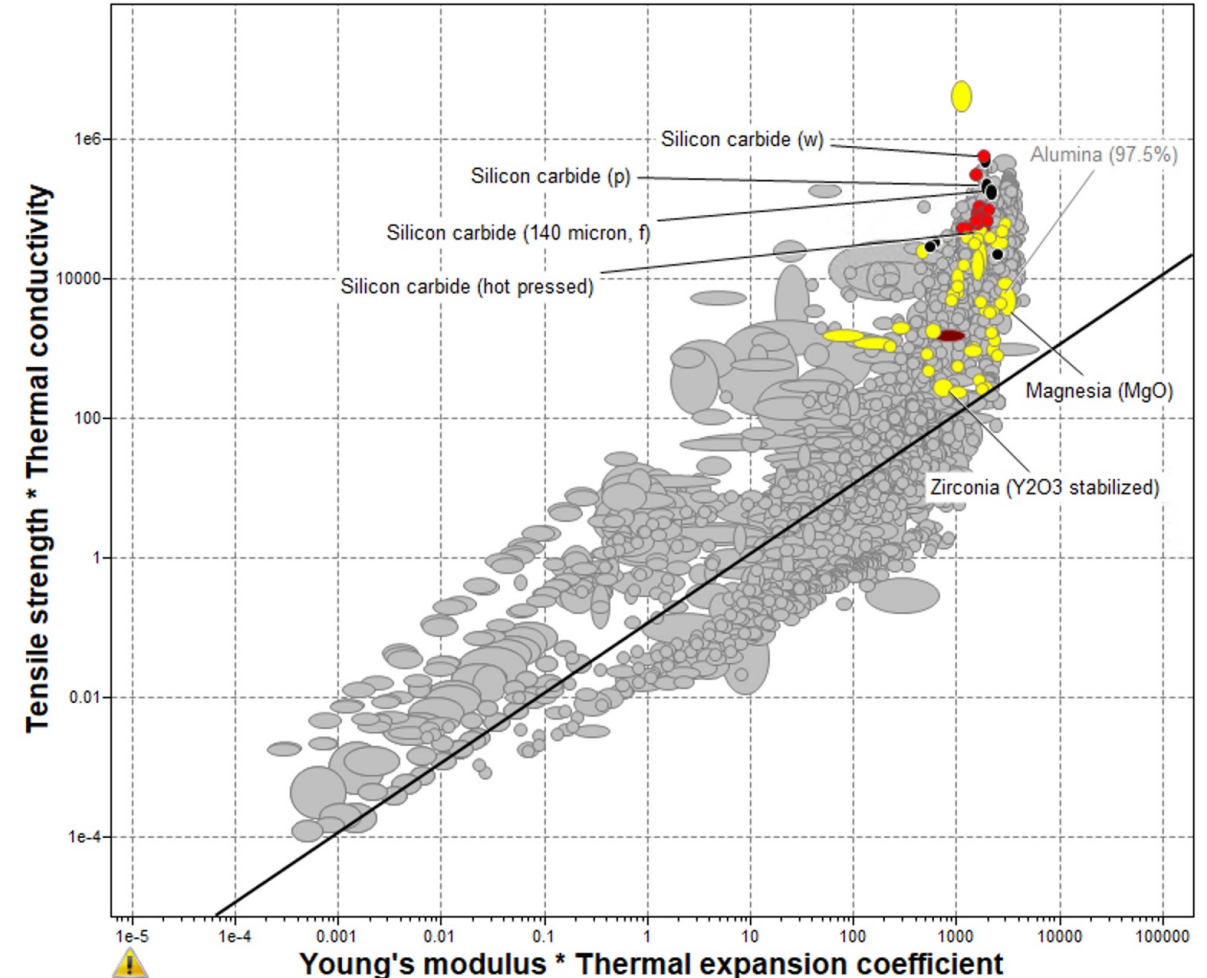 Silicon carbide (w)
Alumina (97.5%)
Silicon carbide (p)
Silicon carbide (140 micron, f)
Silicon carbide (hot pressed)
Magnesia (MgO)
Zirconia (Y2O3 stabilized)
Tensile strength * Thermal conductivity
1e6
10000
100
1
0.01
1e-4
1e-5 1e-4 0.001 0.01 0.1 1 10 100 1000 10000 100000
Young's modulus * Thermal expansion coefficient